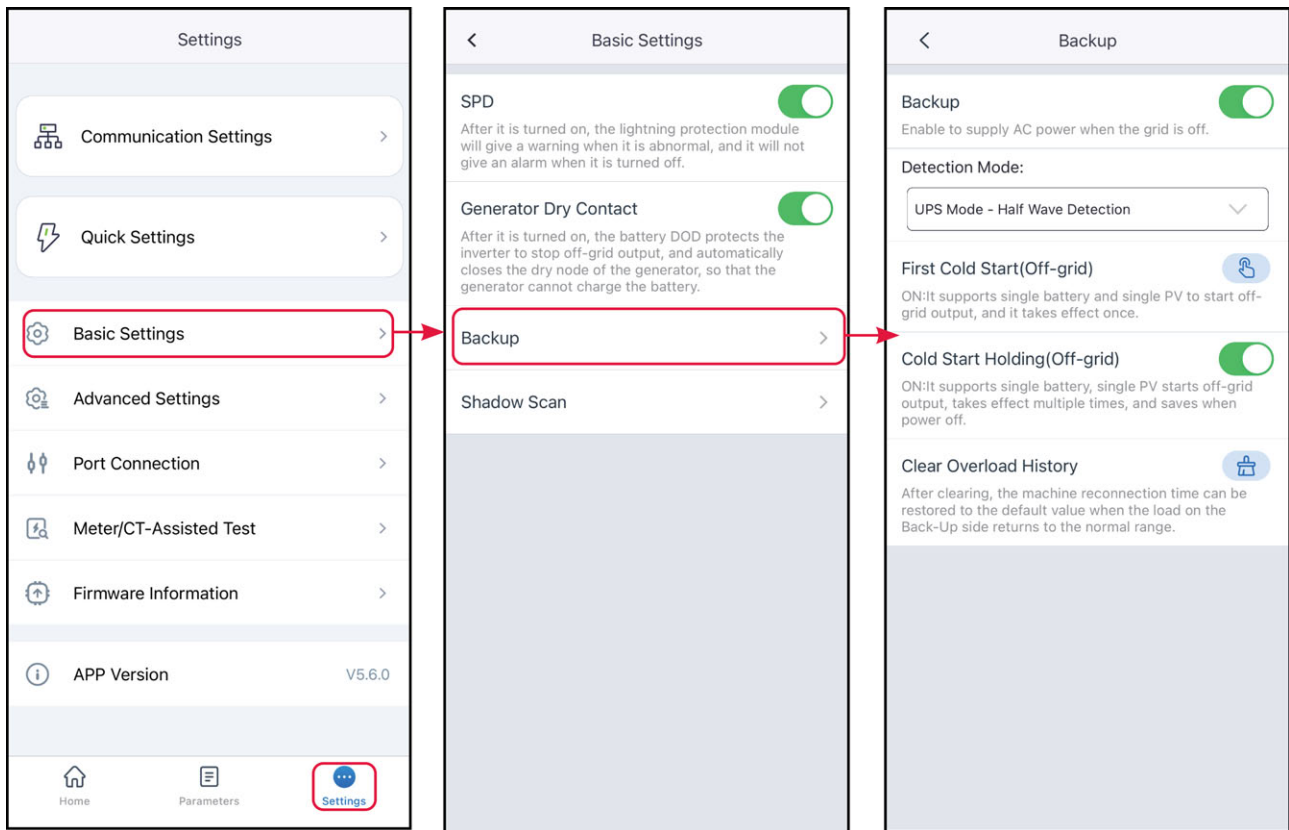 Settings
Communication Settings
Quick Settings
Basic Settings
Advanced Settings
Port Connection
Meter/CT-Assisted Test
Firmware Information
APP Version V5.6.0
Home Parameters Settings
Basic Settings
SPD
After it is turned on, the lightning protection module
will give a warning when it is abnormal, and it will not
give an alarm when it is turned off.
Generator Dry Contact
After it is turned on, the battery DOD protects the
inverter to stop off-grid output, and automatically
closes the dry node of the generator, so that the
generator cannot charge the battery.
Backup
Shadow Scan
Backup
Backup
Enable to supply AC power when the grid is off.
Detection Mode:
UPS Mode - Half Wave Detection
First Cold Start(Off-grid)
ON:It supports single battery and single PV to start off-
grid output, and it takes effect once.
Cold Start Holding(Off-grid)
ON:It supports single battery, single PV starts off-grid
output, takes effect multiple times, and saves when
power off.
Clear Overload History
After clearing, the machine reconnection time can be
restored to the default value when the load on the
Back-Up side returns to the normal range.